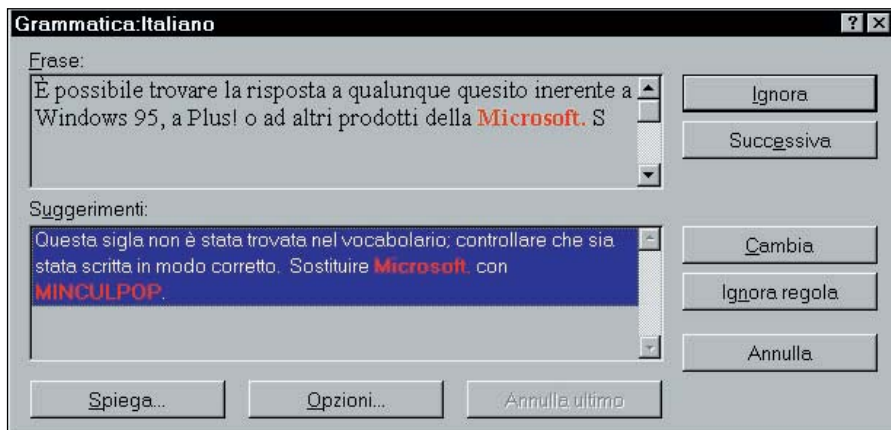 Grammatica:Italiano
? X
Frase:
È possibile trovare la risposta a qualunque quesito inerente a
Windows 95, a Plus! o ad altri prodotti della Microsoft. S
Ignora
Successiva
Suggerimenti:
Questa sigla non è stata trovata nel vocabolario; controllare che sia
stata scritta in modo corretto. Sostituire Microsoft. con
MINCULPOP.
Cambia
Ignora regola
Annulla
Spiega...
Opzioni...
Annulla ultimo